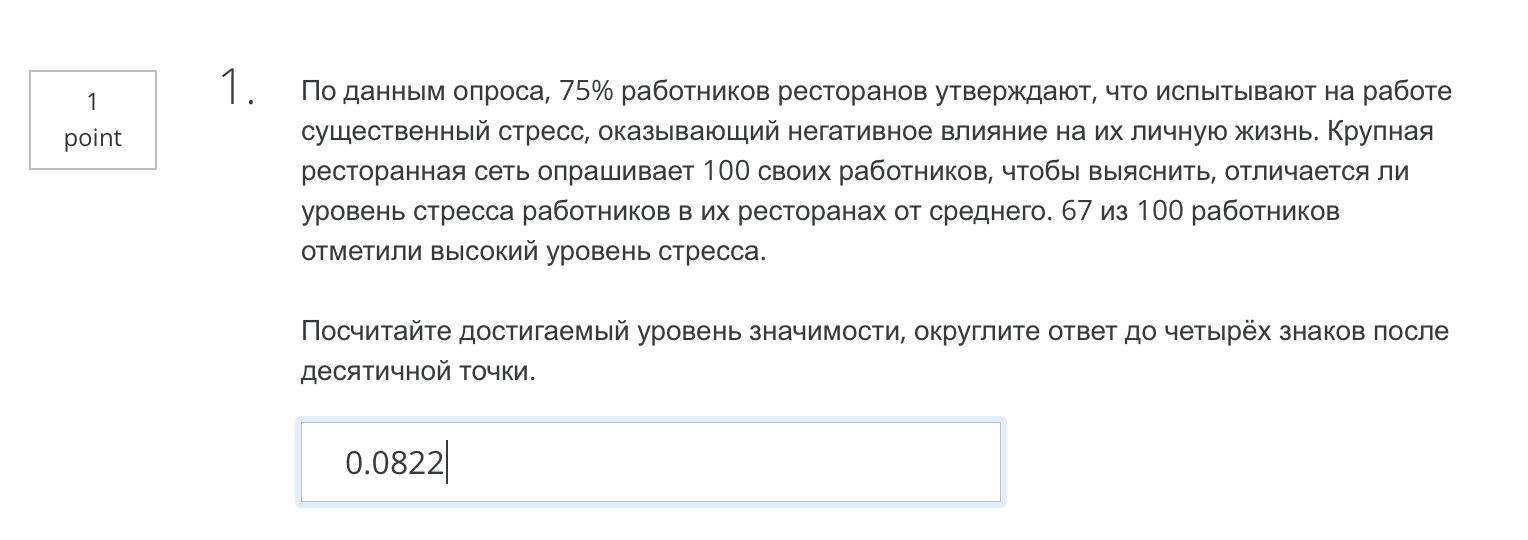 1
point
1.
По данным опроса, 75% работников ресторанов утверждают, что испытывают на работе
существенный стресс, оказывающий негативное влияние на их личную жизнь. Крупная
ресторанная сеть опрашивает 100 своих работников, чтобы выяснить, отличается ли
уровень стресса работников в их ресторанах от среднего. 67 из 100 работников
отметили высокий уровень стресса.
Посчитайте достигаемый уровень значимости, округлите ответ до четырёх знаков после
десятичной точки.
0.0822